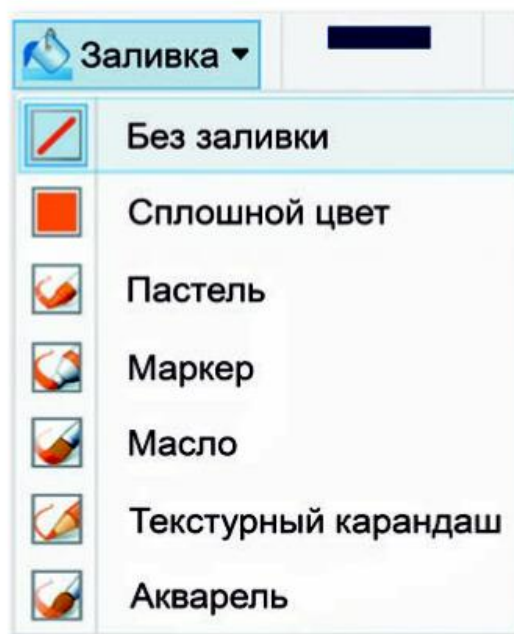 Заливка
Без заливки
Сплошной цвет
Пастель
Маркер
Масло
Текстурный карандаш
Акварель